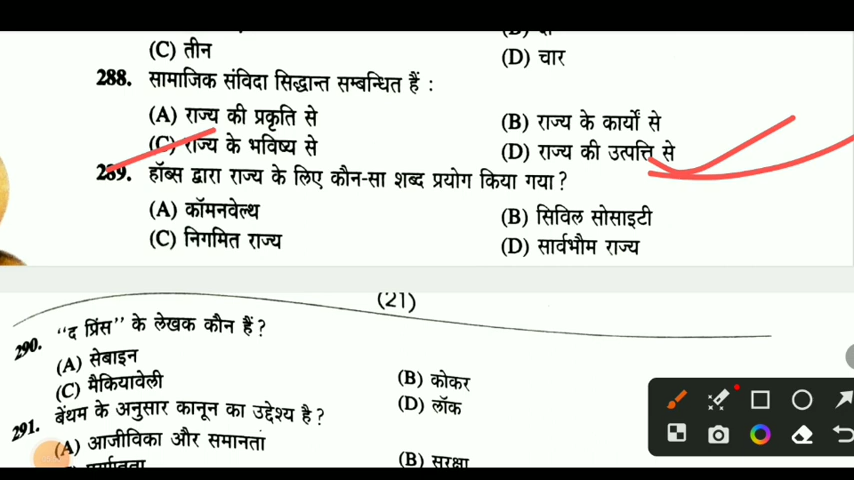 (C) तीन
(D) चार
288. सामाजिक संविदा सिद्धान्त सम्बन्धित हैं :
(A) राज्य की प्रकृति से
(B) राज्य के कार्यों से
(C) राज्य के भविष्य से
(D) राज्य की उत्पत्ति से
289. हॉब्स द्वारा राज्य के लिए कौन-सा शब्द प्रयोग किया गया?
(A) कॉमनवेल्थ
(B) सिविल सोसाइटी
(C) निगमित राज्य
(D) सार्वभौम राज्य
(21)
290. "द प्रिंस" के लेखक कौन हैं?
(A) सेबाइन
(B) कोकर
(C) मैकियावेली
(D) लॉक
291. बेंथम के अनुसार कानून का उद्देश्य है?
(A) आजीविका और समानता
(B) सुरक्षा